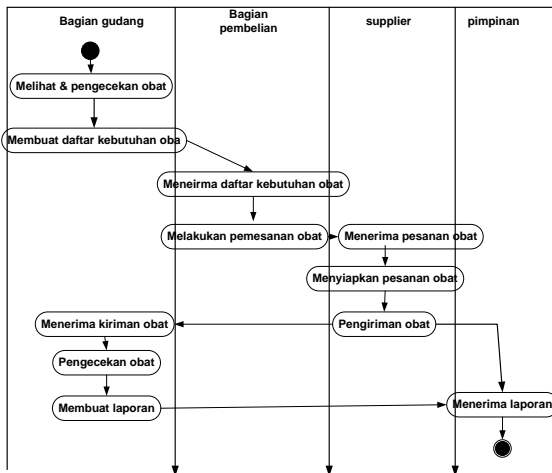 Bagian gudang
Bagian
pembelian
supplier
pimpinan
Melihat & pengecekan obat
Membuat daftar kebutuhan oba
Meneirma daftar kebutuhan obat
Melakukan pemesanan obat
Menerima pesanan obat
Menyiapkan pesanan obat
Menerima kiriman obat
Pengiriman obat
Pengecekan obat
Membuat laporan
Menerima laporan